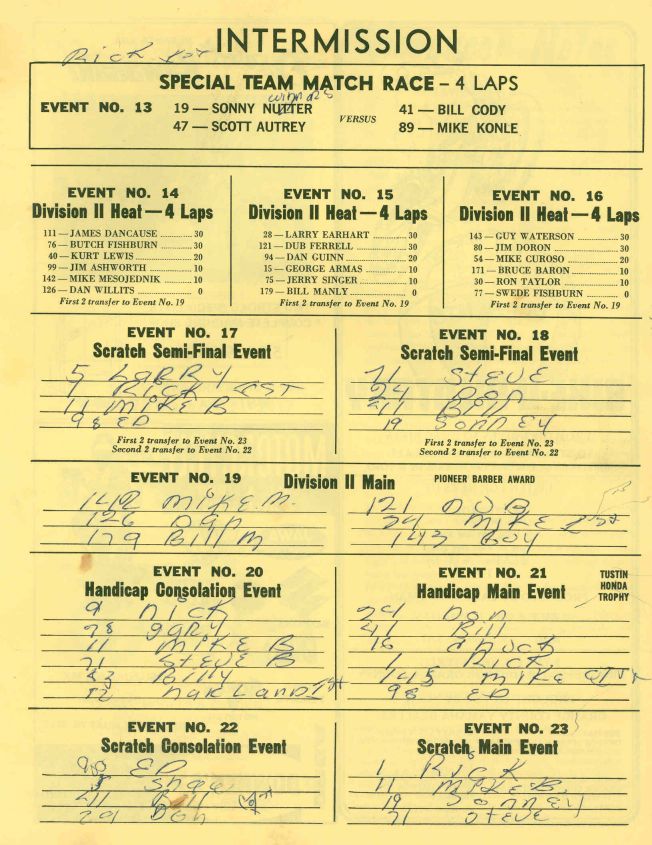 INTERMISSION
RICK
SPECIAL TEAM MATCH RACE – 4 LAPS
winners
EVENT NO. 13
19 — SONNY NUTTER
47 — SCOTT AUTREY
VERSUS
41 — BILL CODY
89 — MIKE KONLE
EVENT NO. 14
Division II Heat — 4 Laps
111 — JAMES DANCAUSE ............ 30
76 — BUTCH FISHBURN ............ 30
40 — KURT LEWIS ............ 20
99 — JIM ASHWORTH ............ 10
142 — MIKE MESOJEDNIK ............ 10
126 — DAN WILLITS ............ 0
First 2 transfer to Event No. 19
EVENT NO. 15
Division II Heat — 4 Laps
28 — LARRY EARHART ............ 30
121 — DUB FERRELL ............ 30
94 — DAN GUINN ............ 20
15 — GEORGE ARMAS ............ 10
75 — JERRY SINGER ............ 10
179 — BILL MANLY ............ 0
First 2 transfer to Event No. 19
EVENT NO. 16
Division II Heat — 4 Laps
143 — GUY WATERSON ............ 30
80 — JIM DORON ............ 30
54 — MIKE CUROSO ............ 20
171 — BRUCE BARON ............ 10
30 — RON TAYLOR ............ 10
77 — SWEDE FISHBURN ............ 0
First 2 transfer to Event No. 19
EVENT NO. 17
Scratch Semi-Final Event
5 LARRY
1 RICK
11 MIKE B
98 ED
First 2 transfer to Event No. 23
Second 2 transfer to Event No. 22
EVENT NO. 18
Scratch Semi-Final Event
71 STEVE
24 DON
41 Bill
19 SONNEY
First 2 transfer to Event No. 23
Second 2 transfer to Event No. 22
EVENT NO. 19
Division II Main
PIONEER BARBER AWARD
142 MIKE M.
126 DAN
179 Bill M
121 DUB
MIKE 1st
143
EVENT NO. 20
Handicap Consolation Event
9 RICK
GARY
11 MIKE B
71 STEVE B
Billy
1st
EVENT NO. 21
Handicap Main Event
TUSTIN
HONDA
TROPHY
24 DON
41 Bill
CHUCK
1 RICK
145 MIKE
98 ED
EVENT NO. 22
Scratch Consolation Event
98 ED
41 Bill
1st
24 DON
EVENT NO. 23
Scratch Main Event
1 RICK
11 MIKE B.
19 SONNEY
71 STEVE